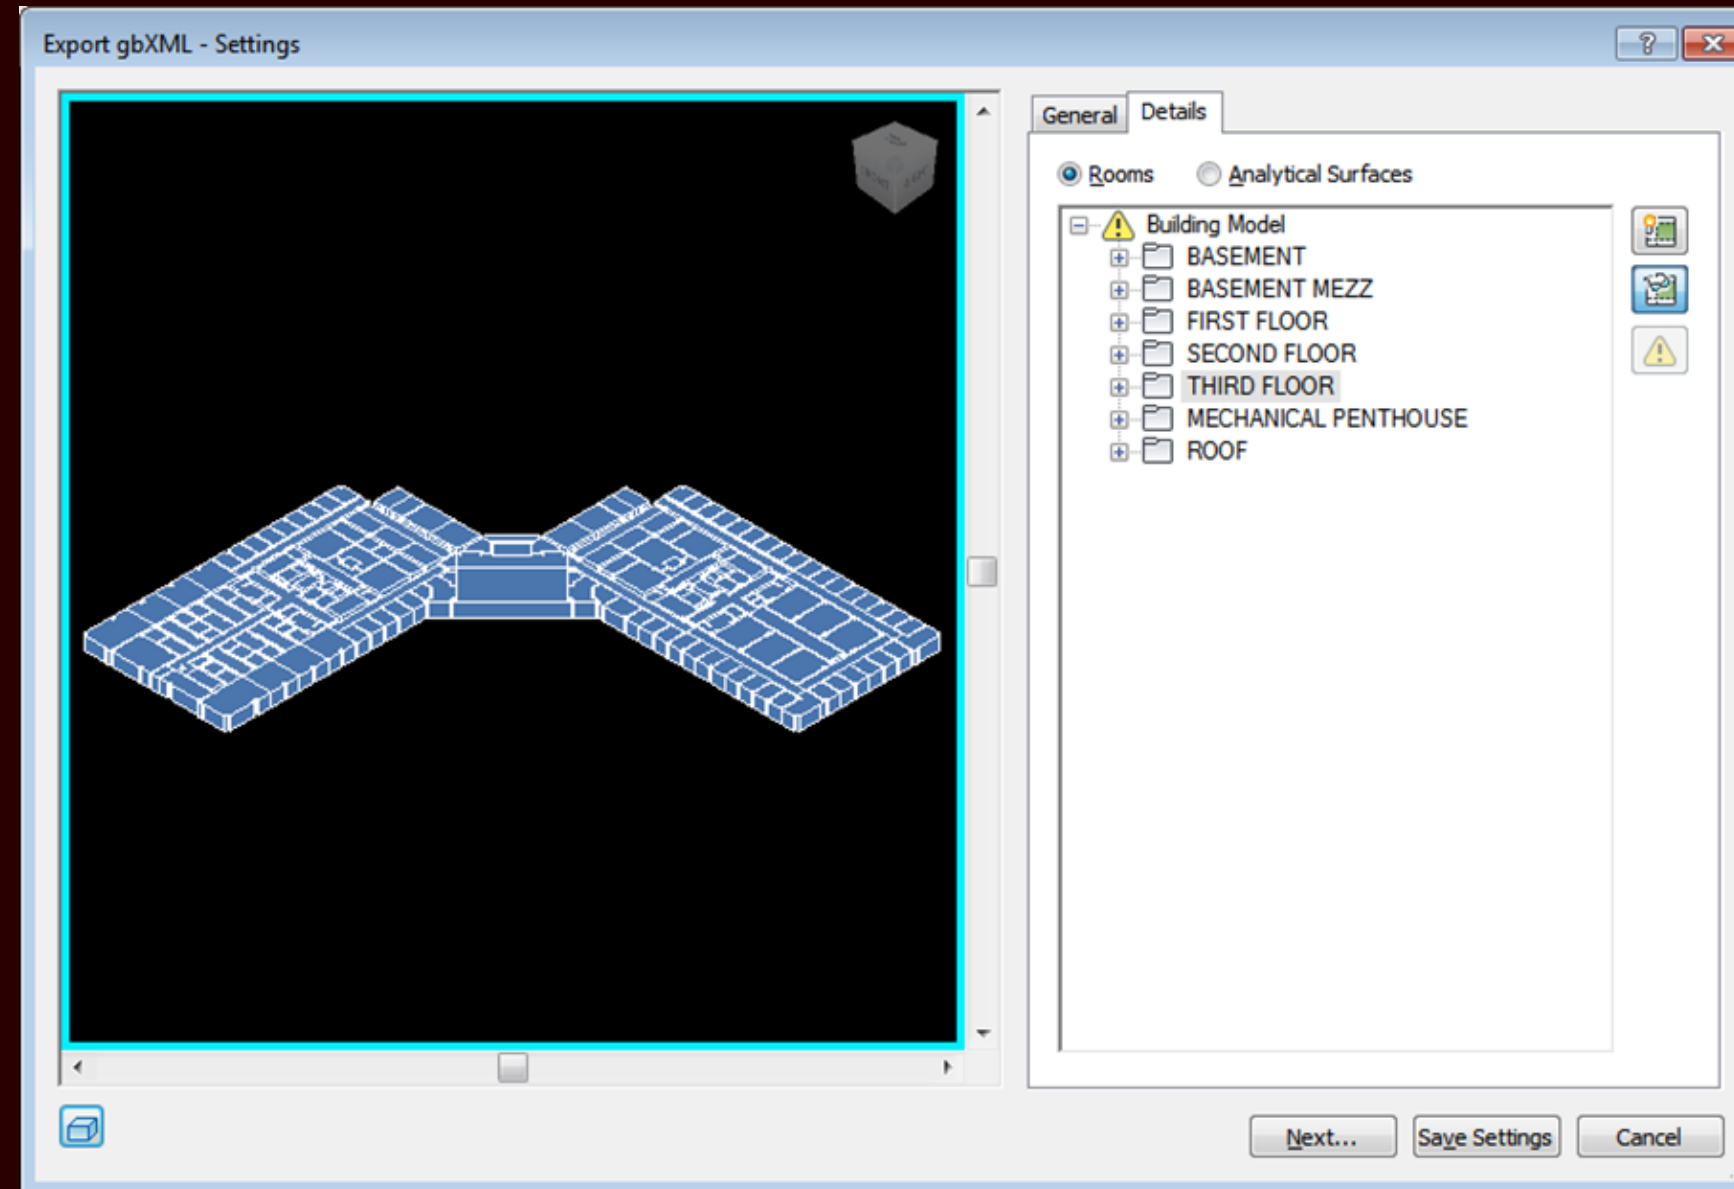 Export gbXML - Settings
General Details
Rooms Analytical Surfaces
Building Model
BASEMENT
BASEMENT MEZZ
FIRST FLOOR
SECOND FLOOR
THIRD FLOOR
MECHANICAL PENTHOUSE
ROOF
Next... Save Settings Cancel